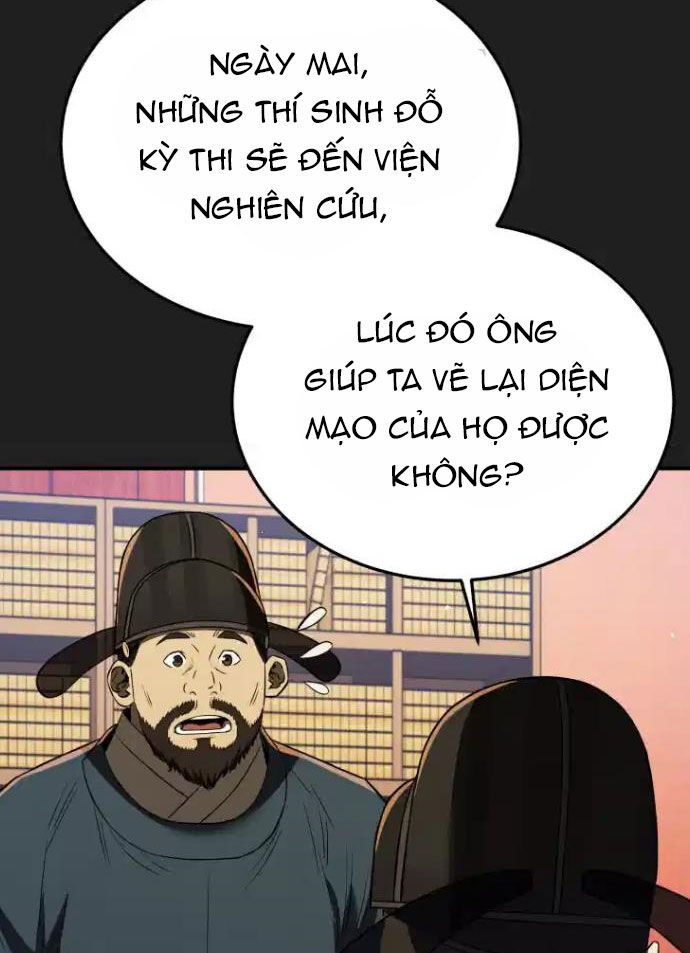 NGÀY MAI,
NHỮNG THÍ SINH ĐỖ
KỲ THI SẼ ĐẾN VIỆN
NGHIÊN CỨU,
LÚC ĐÓ ÔNG
GIÚP TA VẼ LẠI DIỆN
MẠO CỦA HỌ ĐƯỢC
KHÔNG?